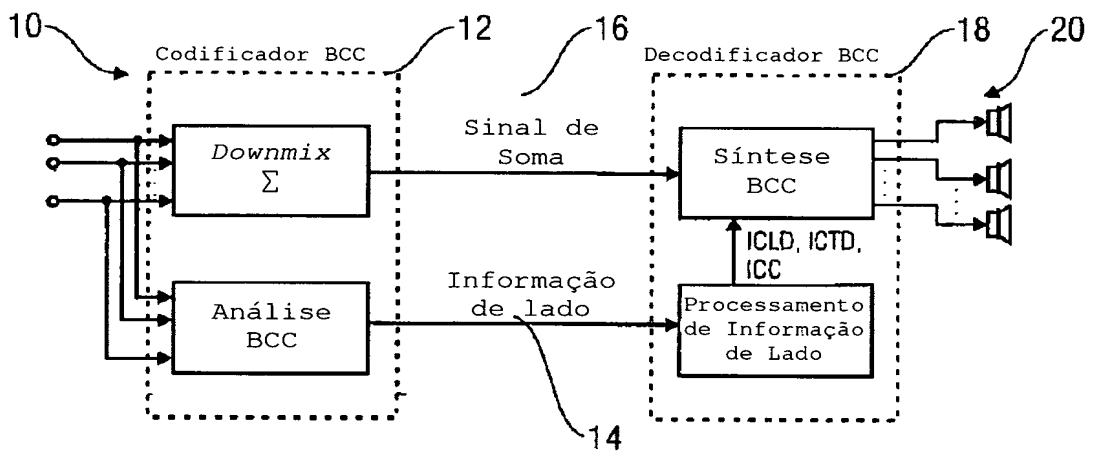 10
Codificador BCC
12
16
Decodificador BCC
18
20
Downmix
Σ
Sinal de
Soma
Síntese
BCC
ICLD, ICTD,
ICC
Análise
BCC
Informação
de lado
Processamento
de Informação
de Lado
14